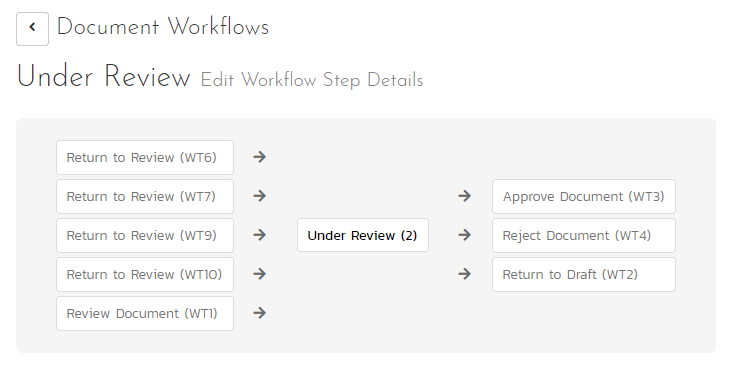 Document Workflows
Under Review Edit Workflow Step Details
Return to Review (WT6)
Return to Review (WT7)
Return to Review (WT9)
Return to Review (WT10)
Review Document (WT1)
Under Review (2)
Approve Document (WT3)
Reject Document (WT4)
Return to Draft (WT2)